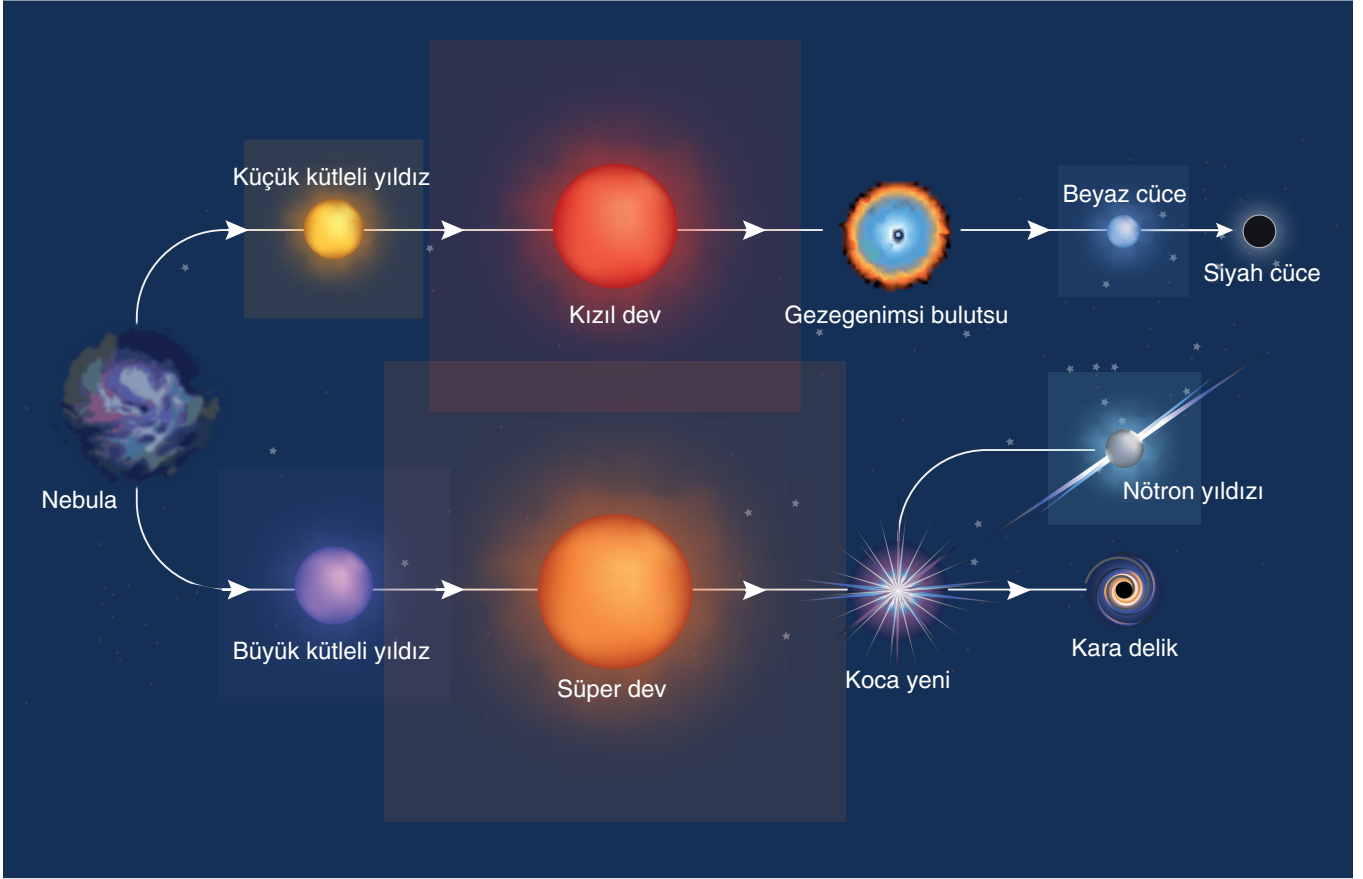 Küçük kütleli yıldız
Kızıl dev
Gezegenimsi bulutsu
Beyaz cüce
Siyah cüce
Nebula
Büyük kütleli yıldız
Süper dev
Koca yeni
Nötron yıldızı
Kara delik